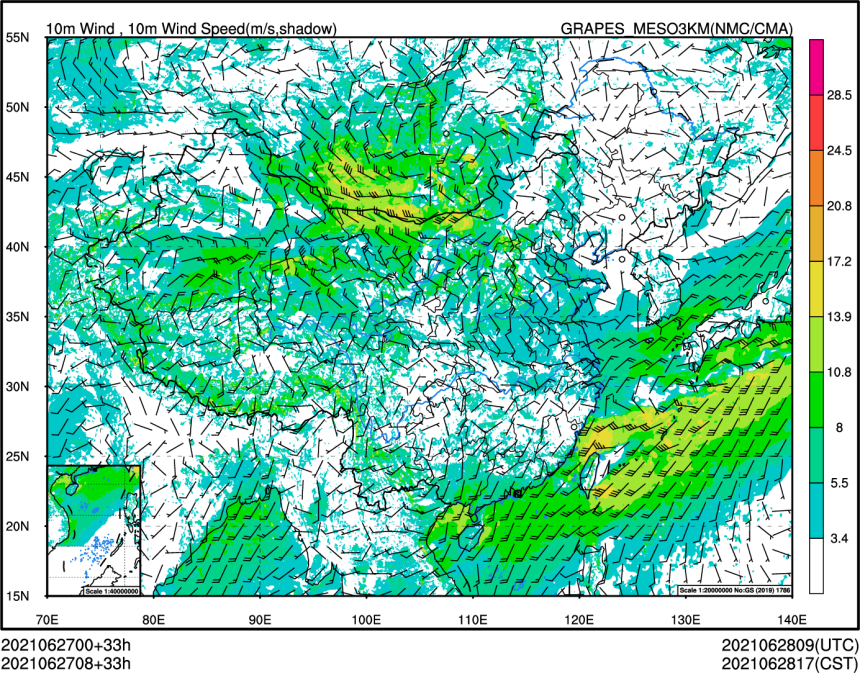 10m Wind , 10m Wind Speed(m/s,shadow) GRAPES_MESO3KM(NMC/CMA)
55N
50N
45N
40N
35N
30N
25N
20N
15N
28.5
24.5
20.8
17.2
13.9
10.8
8
5.5
3.4
Scale 1:40000000
Scale 1:20000000 No:GS (2019) 1786
70E 80E 90E 100E 110E 120E 130E 140E
2021062700+33h 2021062809(UTC)
2021062708+33h 2021062817(CST)